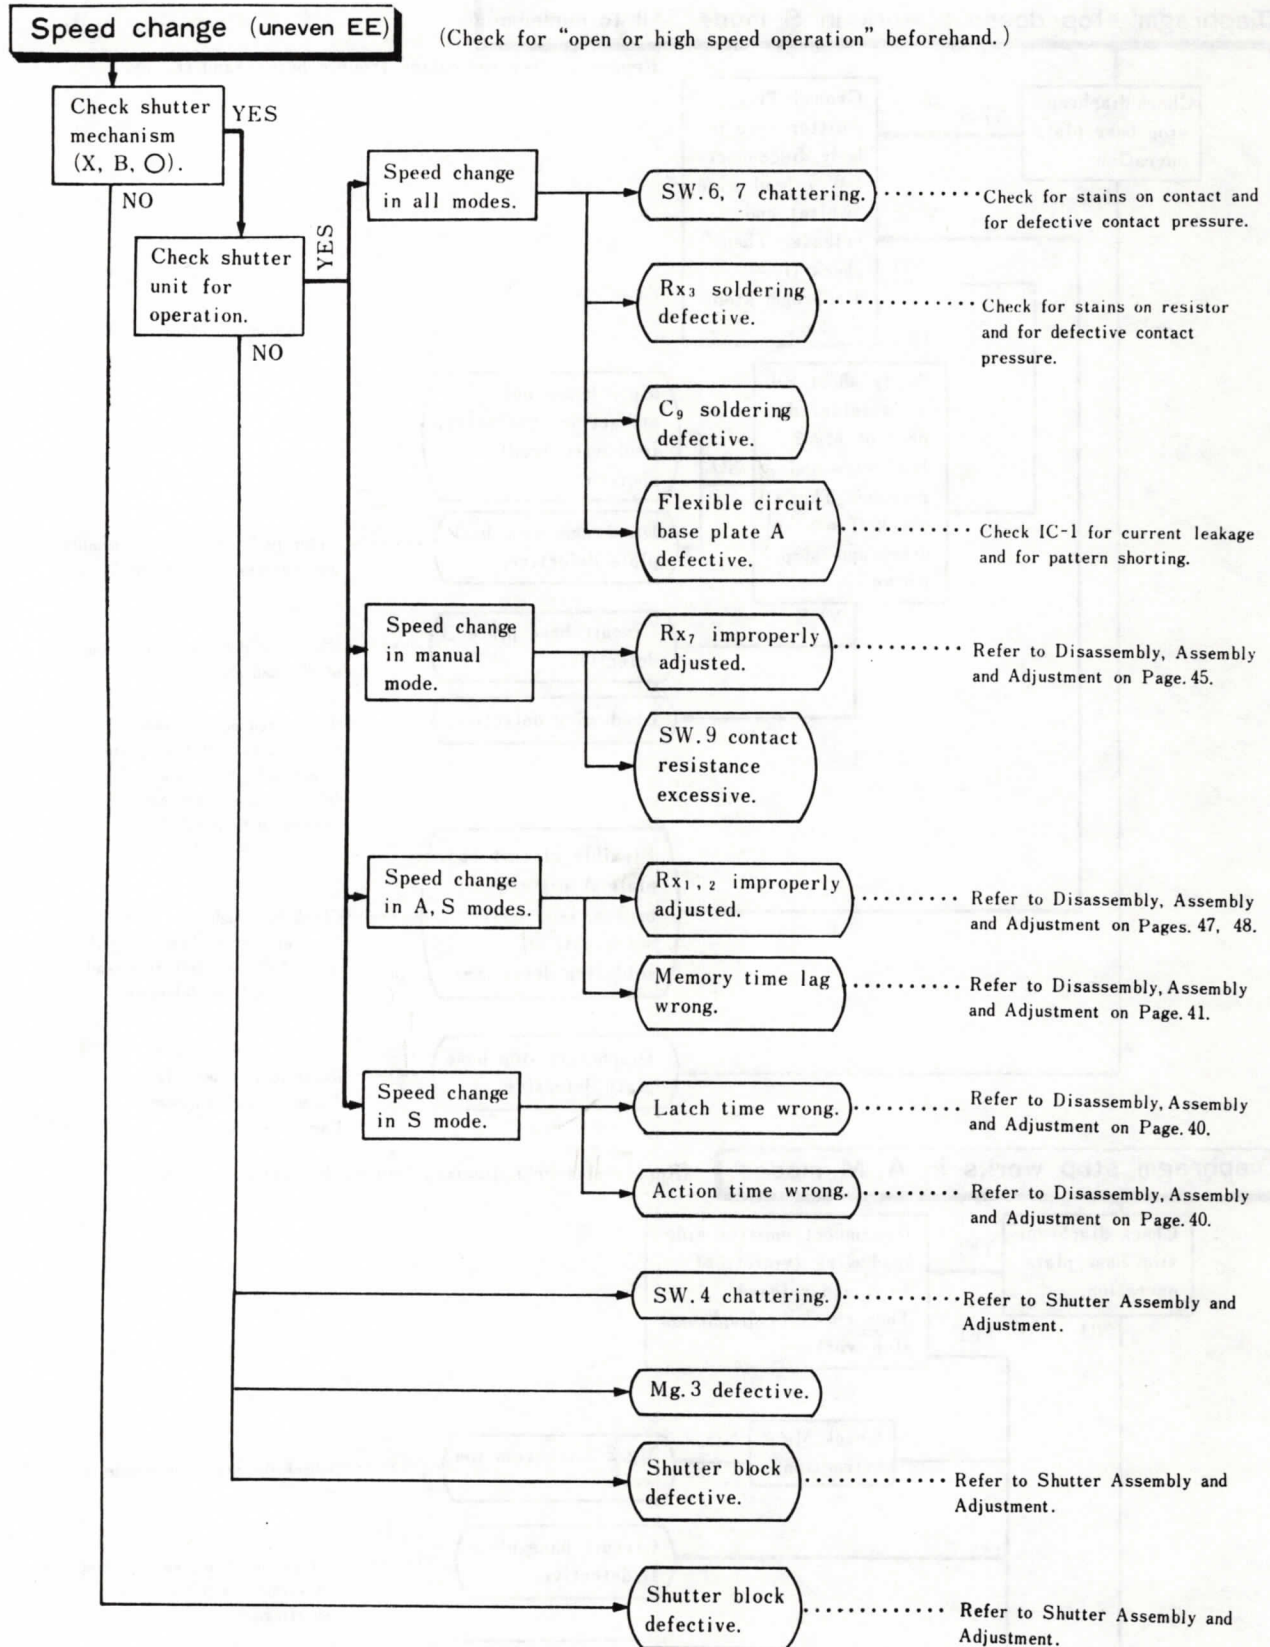 Speed change (uneven EE)
(Check for “open or high speed operation” beforehand.)
Check shutter
mechanism
(X, B, ○).
YES
NO
Check shutter
unit for
operation.
YES
NO
Speed change
in all modes.
SW.6, 7 chattering.
Check for stains on contact and
for defective contact pressure.
Rx₃ soldering
defective.
Check for stains on resistor
and for defective contact
pressure.
C₉ soldering
defective.
Flexible circuit
base plate A
defective.
Check IC-1 for current leakage
and for pattern shorting.
Speed change
in manual
mode.
Rx₇ improperly
adjusted.
Refer to Disassembly, Assembly
and Adjustment on Page. 45.
SW.9 contact
resistance
excessive.
Speed change
in A, S modes.
Rx₁, ₂ improperly
adjusted.
Refer to Disassembly, Assembly
and Adjustment on Pages. 47, 48.
Memory time lag
wrong.
Refer to Disassembly, Assembly
and Adjustment on Page. 41.
Speed change
in S mode.
Latch time wrong.
Refer to Disassembly, Assembly
and Adjustment on Page. 40.
Action time wrong.
Refer to Disassembly, Assembly
and Adjustment on Page. 40.
SW.4 chattering.
Refer to Shutter Assembly and
Adjustment.
Mg.3 defective.
Shutter block
defective.
Refer to Shutter Assembly and
Adjustment.
Shutter block
defective.
Refer to Shutter Assembly and
Adjustment.